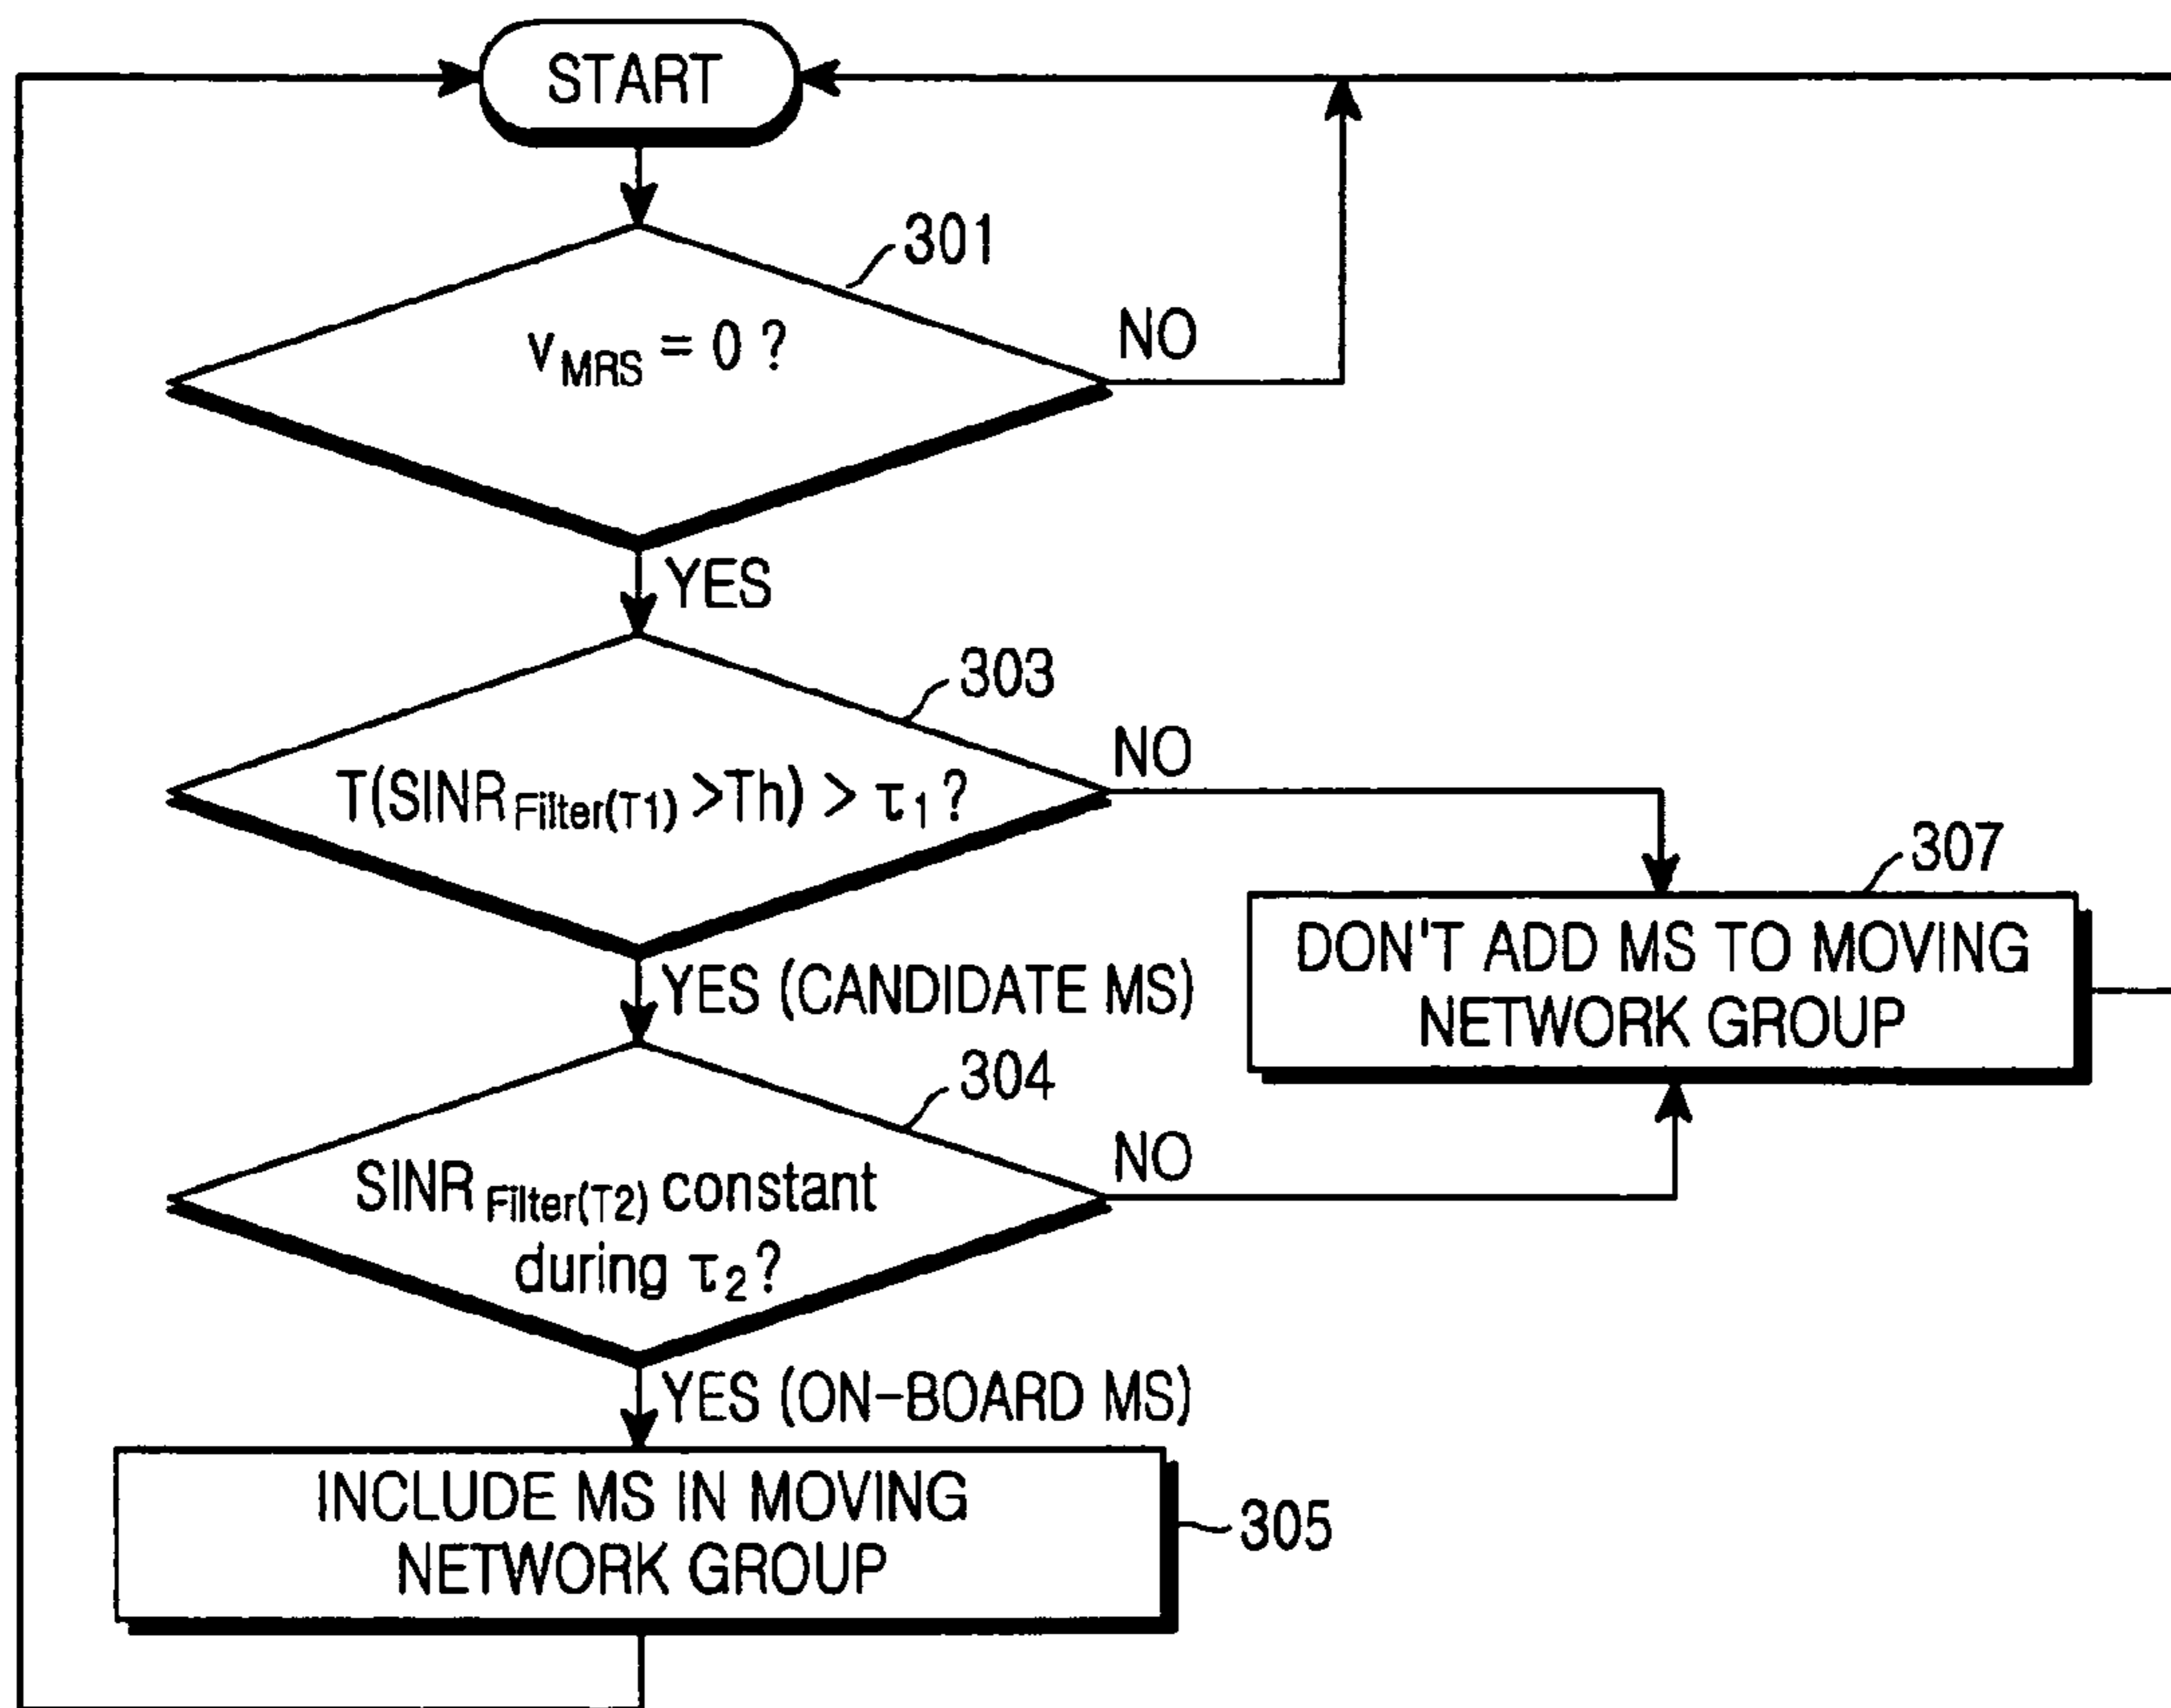 START
301
vMRS = 0 ?
NO
YES
303
NO
T(SINR Filter(T1) >Th) > τ1 ?
307
DON'T ADD MS TO MOVING
NETWORK GROUP
YES (CANDIDATE MS)
304
NO
SINR Filter(T2) constant
during τ2 ?
YES (ON-BOARD MS)
INCLUDE MS IN MOVING
NETWORK GROUP
305